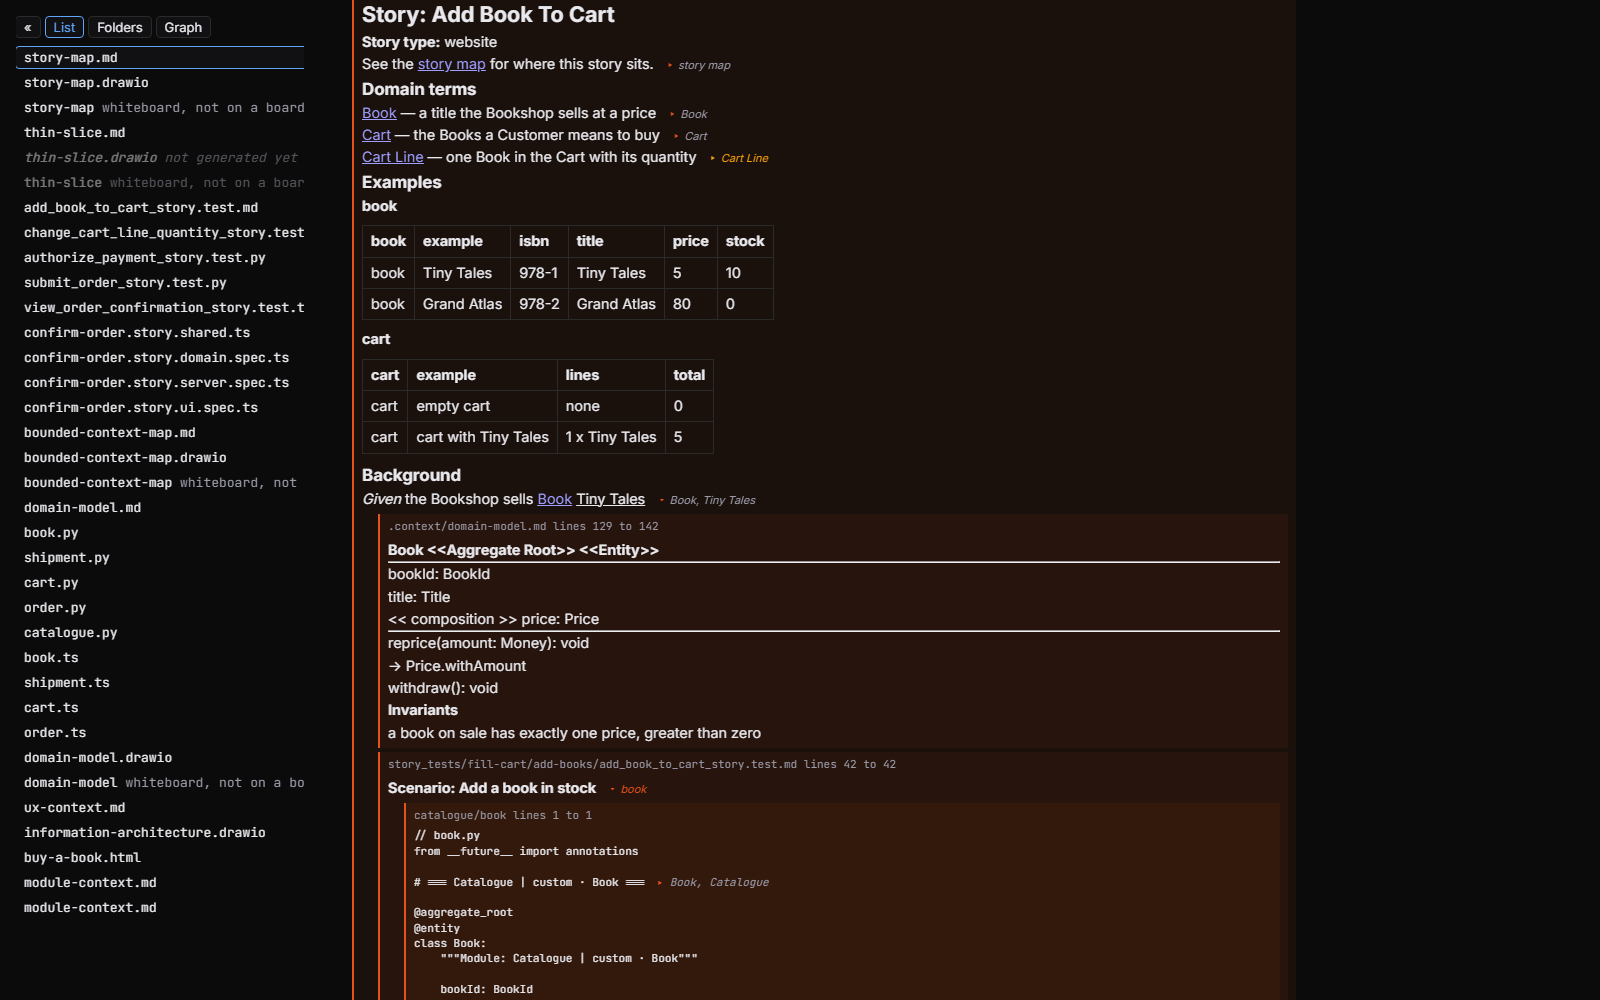 «
List
Folders
Graph
story-map.md
story-map.drawio
story-map whiteboard, not on a board
thin-slice.md
thin-slice.drawio not generated yet
thin-slice whiteboard, not on a boar
add_book_to_cart_story.test.md
change_cart_line_quantity_story.test
authorize_payment_story.test.py
submit_order_story.test.py
view_order_confirmation_story.test.t
confirm-order.story.shared.ts
confirm-order.story.domain.spec.ts
confirm-order.story.server.spec.ts
confirm-order.story.ui.spec.ts
bounded-context-map.md
bounded-context-map.drawio
bounded-context-map whiteboard, not
domain-model.md
book.py
shipment.py
cart.py
order.py
catalogue.py
book.ts
shipment.ts
cart.ts
order.ts
domain-model.drawio
domain-model whiteboard, not on a bo
ux-context.md
information-architecture.drawio
buy-a-book.html
module-context.md
module-context.md
Story: Add Book To Cart
Story type: website
See the story map for where this story sits. ▸ story map
Domain terms
Book — a title the Bookshop sells at a price ▸ Book
Cart — the Books a Customer means to buy ▸ Cart
Cart Line — one Book in the Cart with its quantity ▸ Cart Line
Examples
book
book example isbn title price stock
book Tiny Tales 978-1 Tiny Tales 5 10
book Grand Atlas 978-2 Grand Atlas 80 0
cart
cart example lines total
cart empty cart none 0
cart cart with Tiny Tales 1 x Tiny Tales 5
Background
Given the Bookshop sells Book Tiny Tales ▾ Book, Tiny Tales
.context/domain-model.md lines 129 to 142
Book <<Aggregate Root>> <<Entity>>
bookId: BookId
title: Title
<< composition >> price: Price
reprice(amount: Money): void
→ Price.withAmount
withdraw(): void
Invariants
a book on sale has exactly one price, greater than zero
story_tests/fill-cart/add-books/add_book_to_cart_story.test.md lines 42 to 42
Scenario: Add a book in stock ▾ book
catalogue/book lines 1 to 1
// book.py
from __future__ import annotations
# === Catalogue | custom · Book === ▸ Book, Catalogue
@aggregate_root
@entity
class Book:
"""Module: Catalogue | custom · Book"""
bookId: BookId